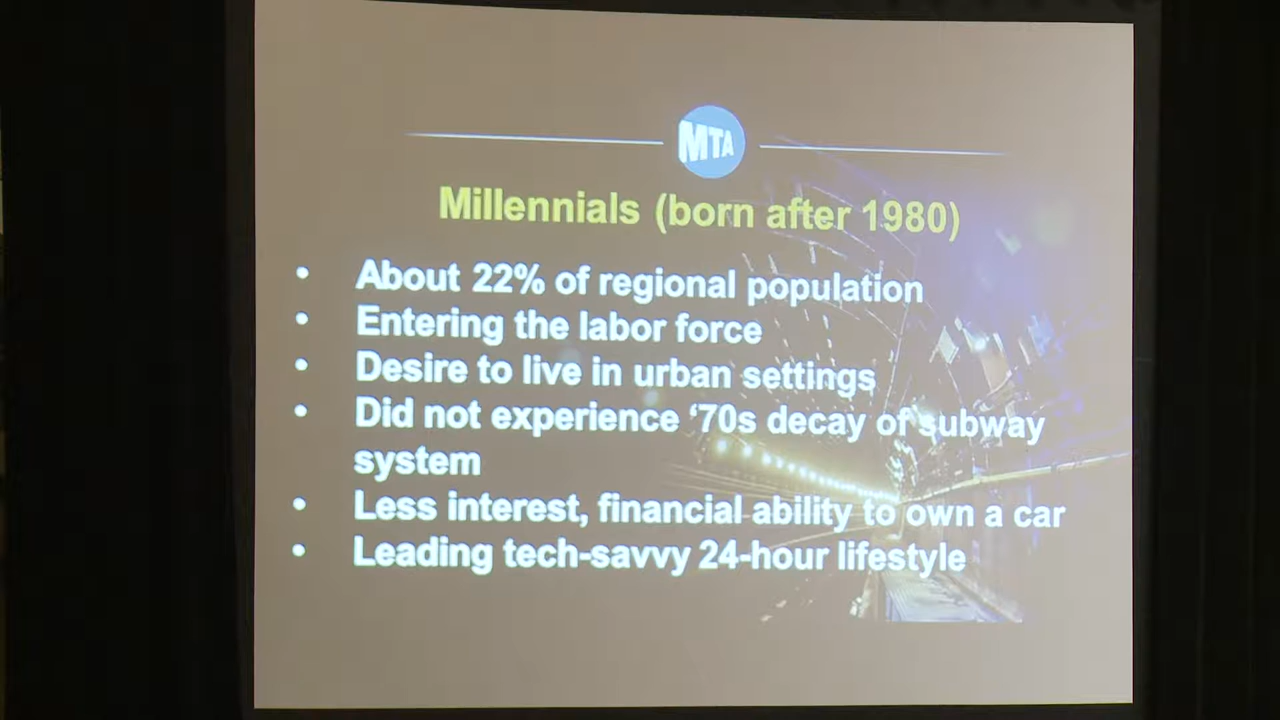 MTA
Millennials (born after 1980)
• About 22% of regional population
• Entering the labor force
• Desire to live in urban settings
• Did not experience ‘70s decay of subway
system
• Less interest, financial ability to own a car
• Leading tech-savvy 24-hour lifestyle